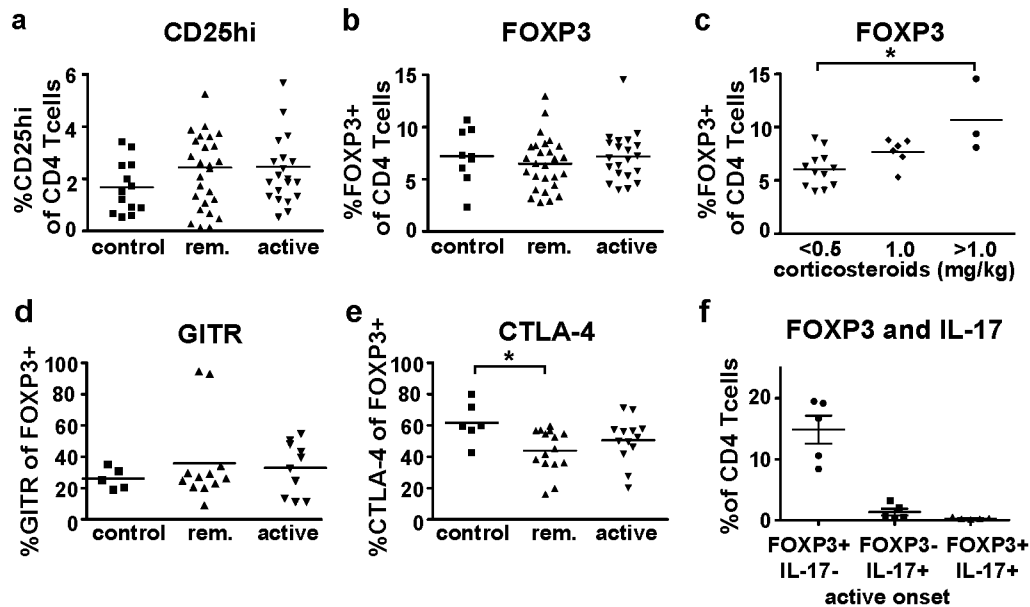 a
CD25hi
%CD25hi
of CD4 Tcells
6
4
2
0
control rem. active
b
FOXP3
%FOXP3+
of CD4 Tcells
15
10
5
0
control rem. active
c
FOXP3
*
%FOXP3+
of CD4 Tcells
15
10
5
0
<0.5 1.0 >1.0
corticosteroids (mg/kg)
d
GITR
%GITR of FOXP3+
100
80
60
40
20
0
control rem. active
e
CTLA-4
*
%CTLA-4 of FOXP3+
100
80
60
40
20
0
control rem. active
f
FOXP3 and IL-17
%of CD4 Tcells
20
10
0
FOXP3+ FOXP3- FOXP3+
IL-17- IL-17+ IL-17+
active onset